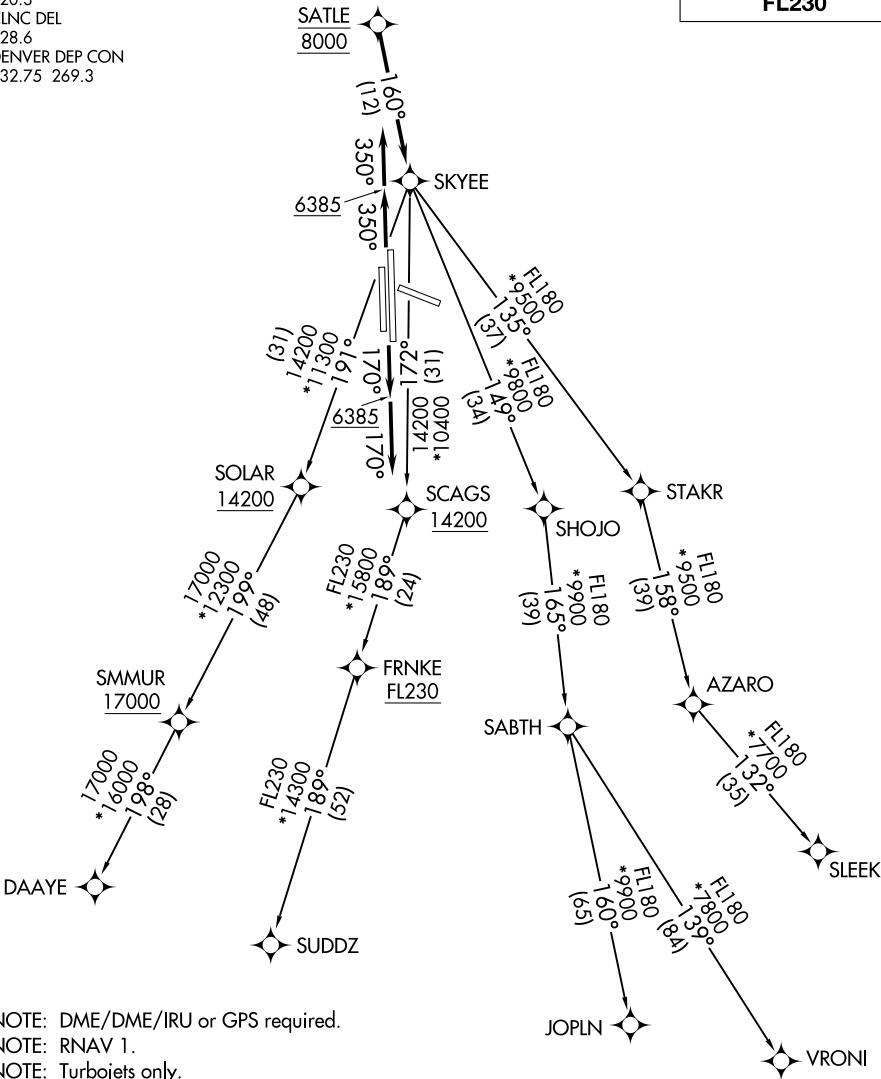 20.3
CLNC DEL
28.6
DENVER DEP CON
32.75 269.3
FL230
SATLE
8000
160°
(12)
350°
SKYEE
6385
350°
FL180
*9500
135°
(37)
(31)
14200
*11300
191°
170°
172°
(31)
FL180
*9800
149°
(34)
6385
170°
14200
*10400
SOLAR
14200
SCAGS
14200
SHOJO
STAKR
17000
*12300
199°
(48)
FL230
*15800
189°
(24)
FL180
*9900
165°
(39)
FL180
*9500
158°
(39)
SMMUR
17000
FRNKE
FL230
SABTH
AZARO
17000
*16000
198°
(28)
FL230
*14300
189°
(52)
FL180
*7700
132°
(35)
DAAYE
SUDDZ
FL180
*9900
160°
(65)
FL180
*7800
139°
(84)
SLEEK
JOPLN
VRONI
NOTE: DME/DME/IRU or GPS required.
NOTE: RNAV 1.
NOTE: Turbojets only.